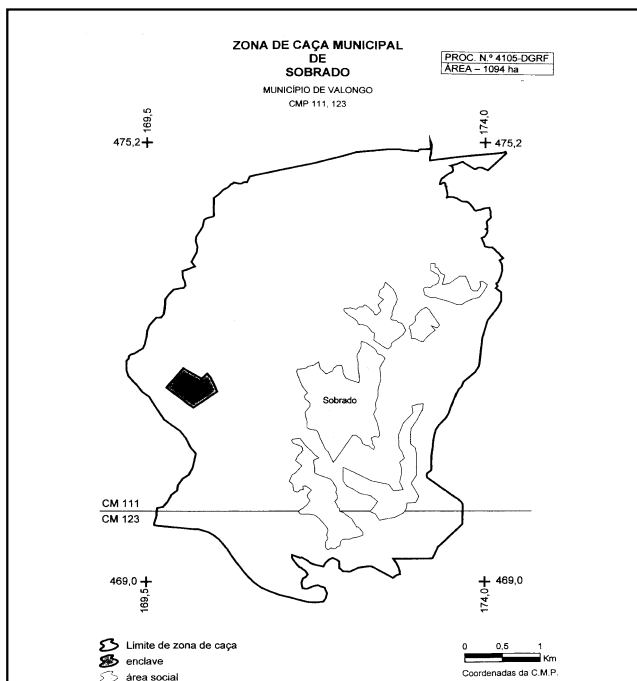 ZONA DE CAÇA MUNICIPAL
DE
SOBRADO
MUNICÍPIO DE VALONGO
CMP 111, 123
PROC. N.º 4105-DGRF
ÁREA – 1094 ha
169,5
174,0
475,2
475,2
Sobrado
CM 111
CM 123
469,0
469,0
169,5
174,0
Limite de zona de caça
enclave
área social
0 0,5 1
Km
Coordenadas da C.M.P.